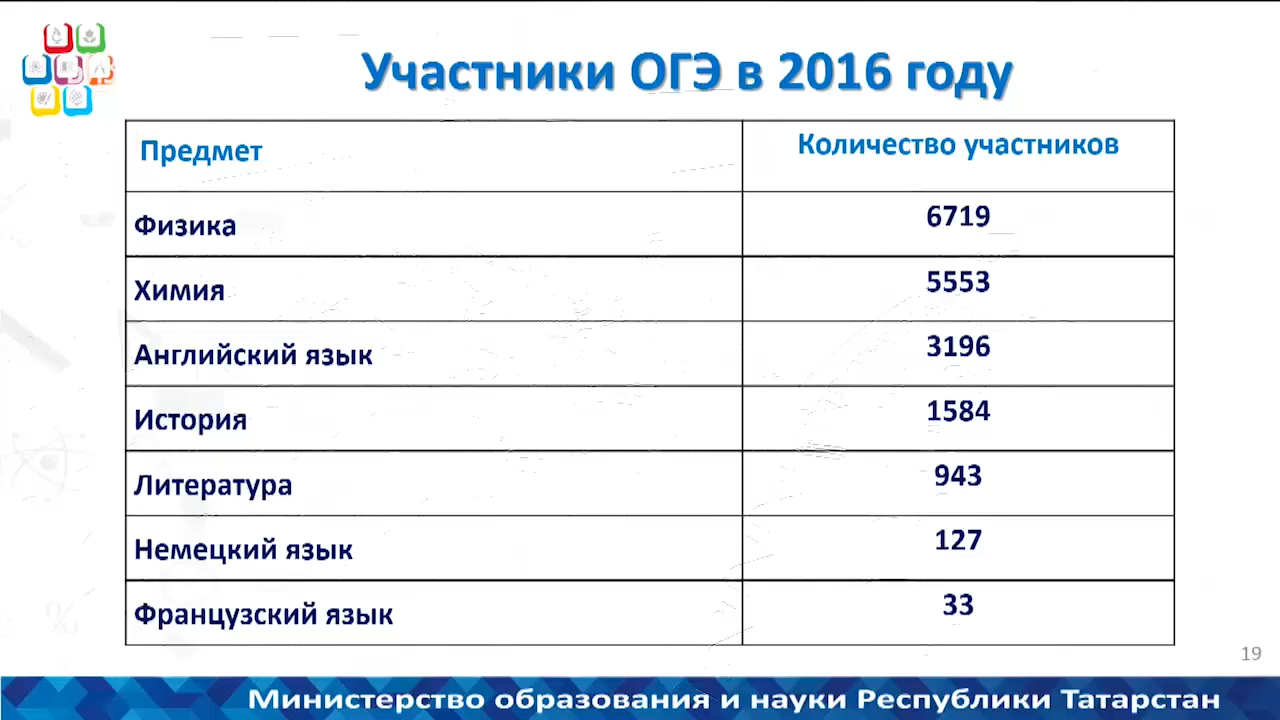 Участники ОГЭ в 2016 году
Предмет Количество участников
Физика 6719
Химия 5553
Английский язык 3196
История 1584
Литература 943
Немецкий язык 127
Французский язык 33
19
Министерство образования и науки Республики Татарстан